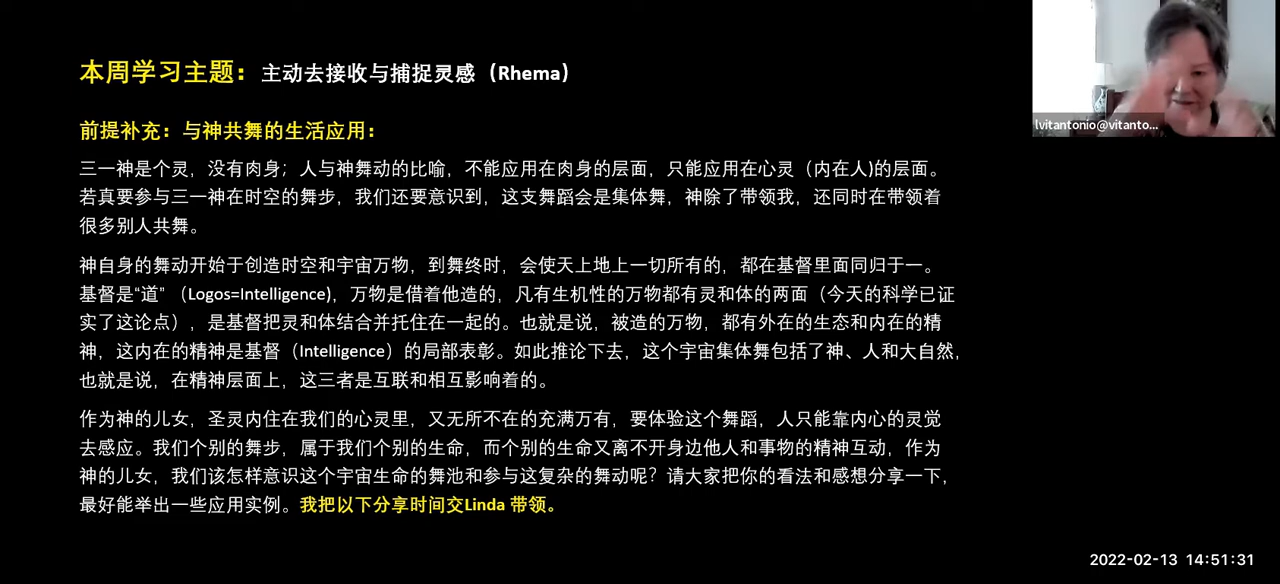 本周学习主题：主动去接收与捕捉灵感（Rhema）
前提补充：与神共舞的生活应用：
三一神是个灵，没有肉身；人与神舞动的比喻，不能应用在肉身的层面，只能应用在心灵（内在人)的层面。
若真要参与三一神在时空的舞步，我们还要意识到，这支舞蹈会是集体舞，神除了带领我，还同时在带领着
很多别人共舞。
神自身的舞动开始于创造时空和宇宙万物，到舞终时，会使天上地上一切所有的，都在基督里面同归于一。
基督是“道”（Logos=Intelligence)，万物是借着他造的，凡有生机性的万物都有灵和体的两面（今天的科学已证
实了这论点），是基督把灵和体结合并托住在一起的。也就是说，被造的万物，都有外在的生态和内在的精
神，这内在的精神是基督（Intelligence）的局部表彰。如此推论下去，这个宇宙集体舞包括了神、人和大自然，
也就是说，在精神层面上，这三者是互联和相互影响着的。
作为神的儿女，圣灵内住在我们的心灵里，又无所不在的充满万有，要体验这个舞蹈，人只能靠内心的灵觉
去感应。我们个别的舞步，属于我们个别的生命，而个别的生命又离不开身边他人和事物的精神互动，作为
神的儿女，我们该怎样意识这个宇宙生命的舞池和参与这复杂的舞动呢？请大家把你的看法和感想分享一下，
最好能举出一些应用实例。我把以下分享时间交Linda 带领。
lvitantonio@vitanto...
2022-02-13 14:51:31